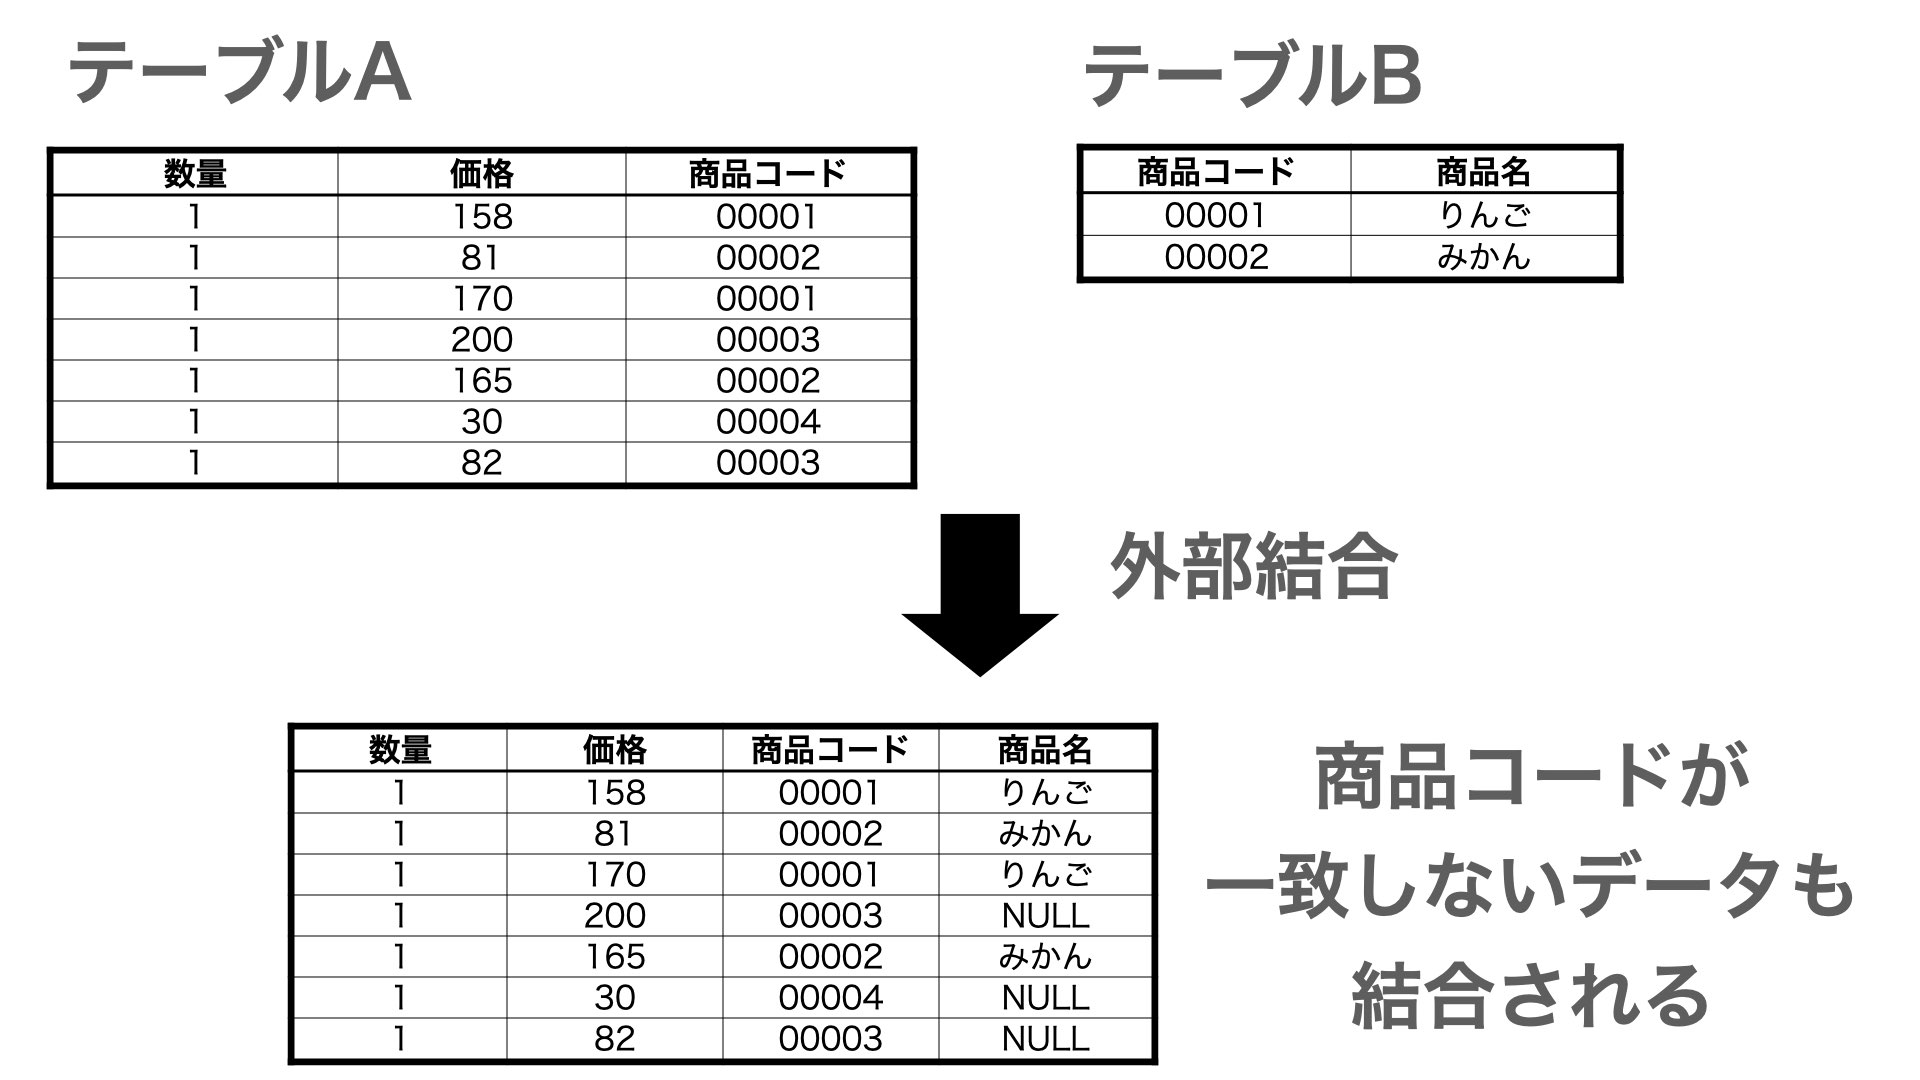 テーブルA
数量 価格 商品コード
1 158 00001
1 81 00002
1 170 00001
1 200 00003
1 165 00002
1 30 00004
1 82 00003
テーブルB
商品コード 商品名
00001 りんご
00002 みかん
外部結合
数量 価格 商品コード 商品名
1 158 00001 りんご
1 81 00002 みかん
1 170 00001 りんご
1 200 00003 NULL
1 165 00002 みかん
1 30 00004 NULL
1 82 00003 NULL
商品コードが
一致しないデータも
結合される